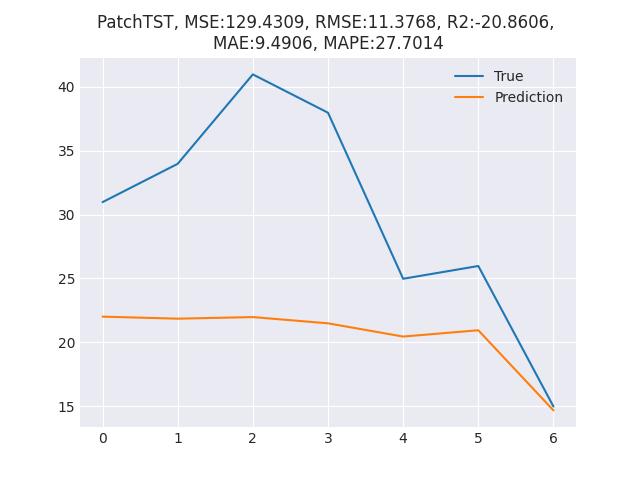 PatchTST, MSE:129.4309, RMSE:11.3768, R2:-20.8606,
MAE:9.4906, MAPE:27.7014
True
Prediction
40
35
30
25
20
15
0 1 2 3 4 5 6